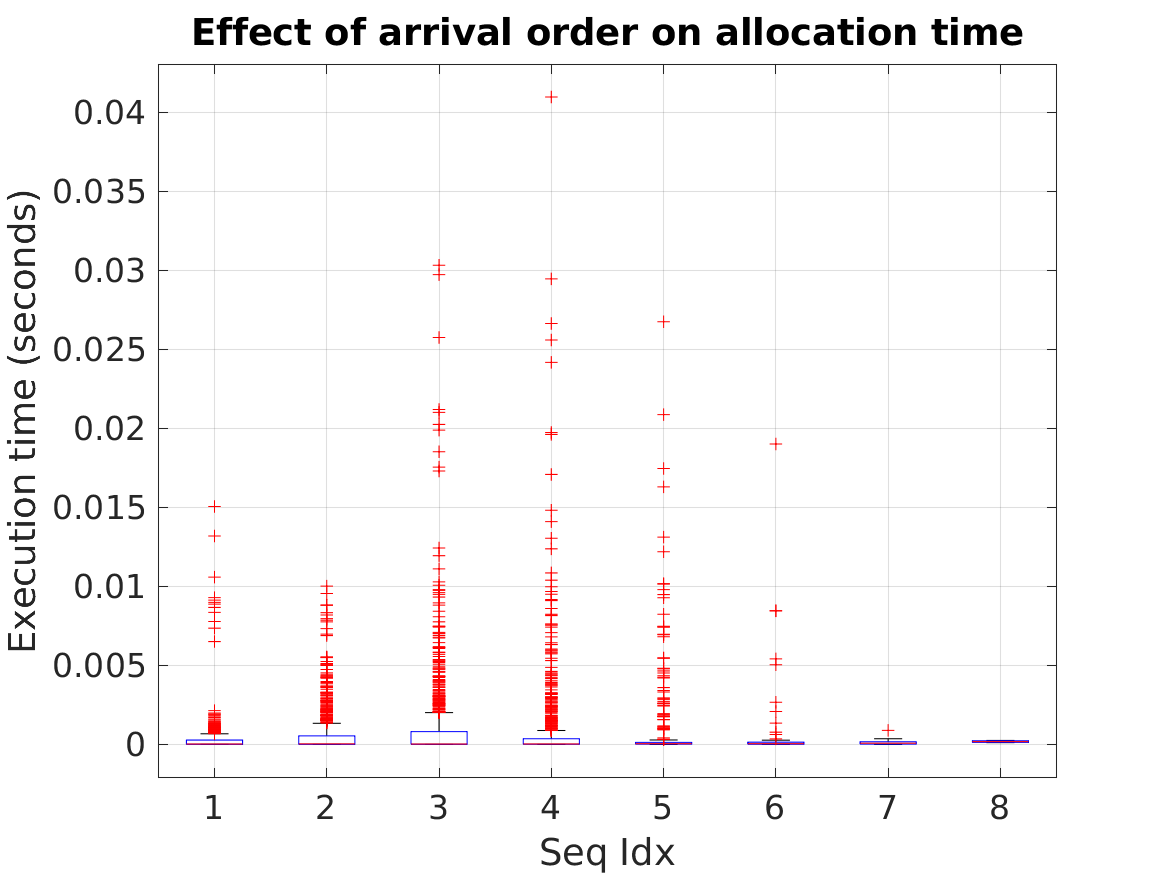 Effect of arrival order on allocation time
Execution time (seconds)
0.04
0.035
0.03
0.025
0.02
0.015
0.01
0.005
0
1 2 3 4 5 6 7 8
Seq Idx